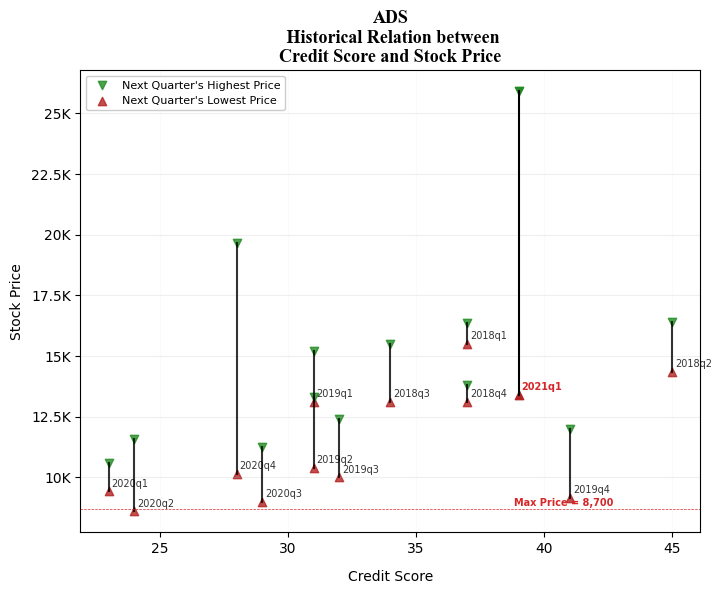 ADS
Historical Relation between
Credit Score and Stock Price
Next Quarter's Highest Price
Next Quarter's Lowest Price
25K
22.5K
20K
17.5K
15K
12.5K
10K
Stock Price
2018q1
2018q2
2019q1
2018q3
2018q4
2021q1
2020q4
2019q2
2019q3
2020q1
2020q2
2020q3
2019q4
Max Price = 8,700
25
30
35
40
45
Credit Score